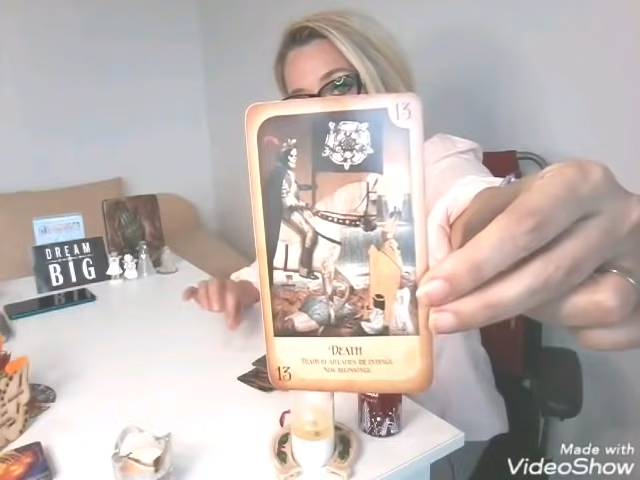 DREAM
BIG
13
DEATH
NEW BEGINNINGS
13
Made with
VideoShow